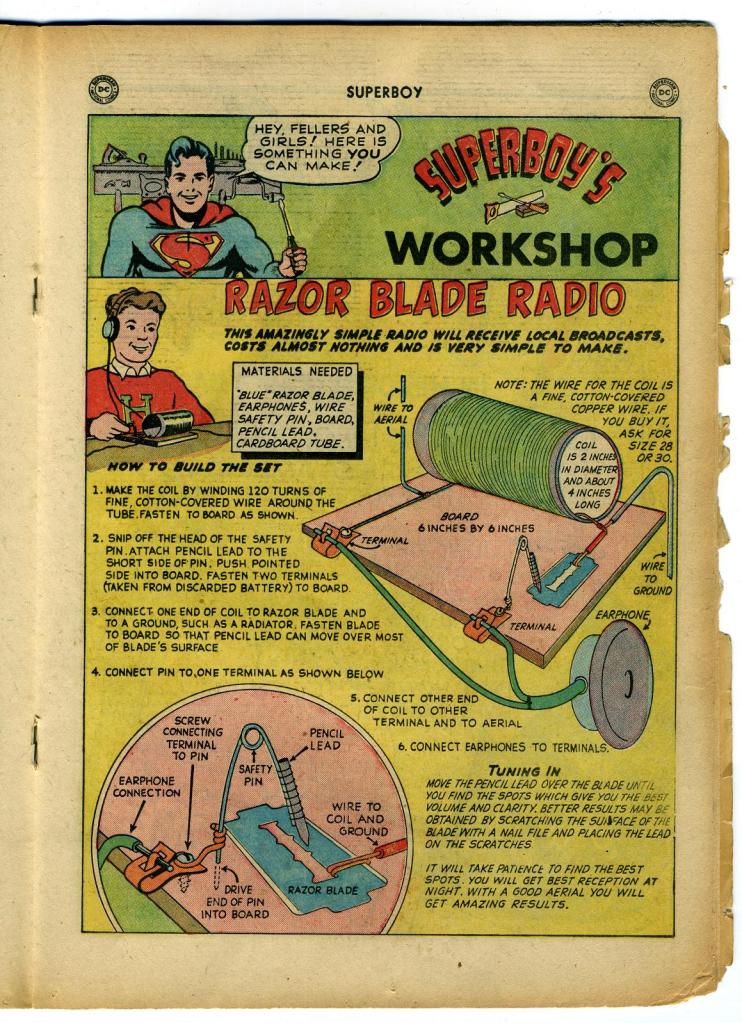 SUPERBOY
HEY, FELLERS AND
GIRLS! HERE IS
SOMETHING YOU
CAN MAKE!
SUPERBOY'S
WORKSHOP
RAZOR BLADE RADIO
THIS AMAZINGLY SIMPLE RADIO WILL RECEIVE LOCAL BROADCASTS,
COSTS ALMOST NOTHING AND IS VERY SIMPLE TO MAKE.
H
MATERIALS NEEDED
"BLUE" RAZOR BLADE,
EARPHONES, WIRE
SAFETY PIN, BOARD,
PENCIL LEAD,
CARDBOARD TUBE.
WIRE TO
AERIAL
NOTE: THE WIRE FOR THE COIL IS
A FINE, COTTON-COVERED
COPPER WIRE. IF
YOU BUY IT,
ASK FOR
SIZE 28
OR 30.
COIL
IS 2 INCHES
IN DIAMETER
AND ABOUT
4 INCHES
LONG
BOARD
6 INCHES BY 6 INCHES
TERMINAL
TERMINAL
WIRE
TO
GROUND
EARPHONE
HOW TO BUILD THE SET
1. MAKE THE COIL BY WINDING 120 TURNS OF
FINE, COTTON-COVERED WIRE AROUND THE
TUBE. FASTEN TO BOARD AS SHOWN.
2. SNIP OFF THE HEAD OF THE SAFETY
PIN. ATTACH PENCIL LEAD TO THE
SHORT SIDE OF PIN. PUSH POINTED
SIDE INTO BOARD. FASTEN TWO TERMINALS
(TAKEN FROM DISCARDED BATTERY) TO BOARD.
3. CONNECT ONE END OF COIL TO RAZOR BLADE AND
TO A GROUND, SUCH AS A RADIATOR. FASTEN BLADE
TO BOARD SO THAT PENCIL LEAD CAN MOVE OVER MOST
OF BLADE'S SURFACE
4. CONNECT PIN TO, ONE TERMINAL AS SHOWN BELOW
5. CONNECT OTHER END
OF COIL TO OTHER
TERMINAL AND TO AERIAL
6. CONNECT EARPHONES TO TERMINALS.
SCREW
CONNECTING
TERMINAL
TO PIN
EARPHONE
CONNECTION
SAFETY
PIN
PENCIL
LEAD
WIRE TO
COIL AND
GROUND
DRIVE
END OF PIN
INTO BOARD
RAZOR BLADE
TUNING IN
MOVE THE PENCIL LEAD OVER THE BLADE UNTIL
YOU FIND THE SPOTS WHICH GIVE YOU THE BEST
VOLUME AND CLARITY. BETTER RESULTS MAY BE
OBTAINED BY SCRATCHING THE SURFACE OF THE
BLADE WITH A NAIL FILE AND PLACING THE LEAD
ON THE SCRATCHES
IT WILL TAKE PATIENCE TO FIND THE BEST
SPOTS. YOU WILL GET BEST RECEPTION AT
NIGHT. WITH A GOOD AERIAL YOU WILL
GET AMAZING RESULTS.